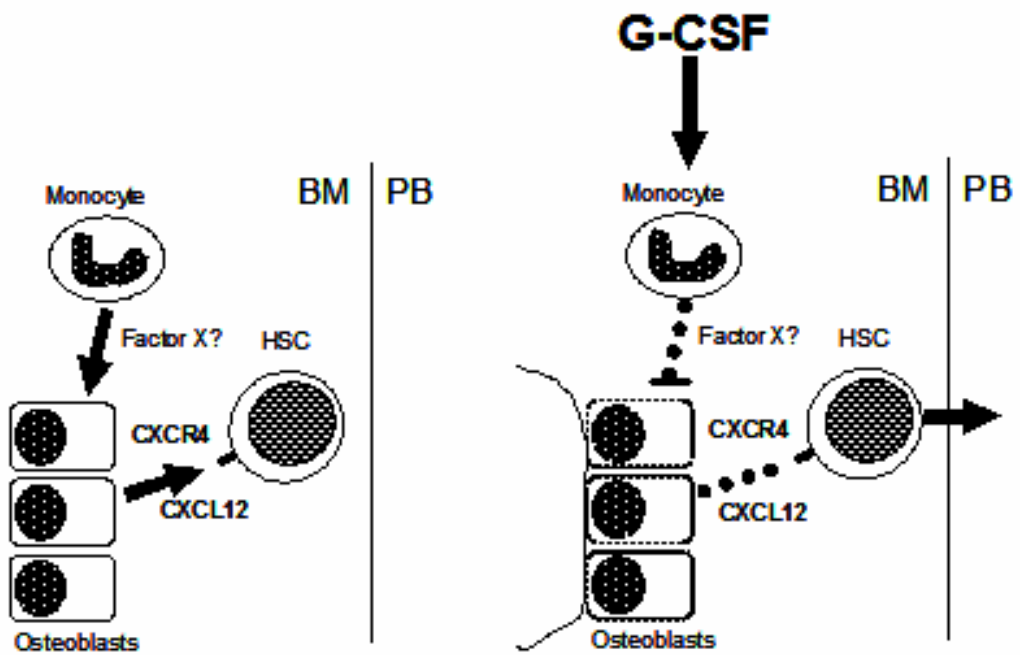 G-CSF
Monocyte
BM
PB
Factor X?
HSC
CXCR4
CXCL12
Osteoblasts
Monocyte
BM
PB
Factor X?
HSC
CXCR4
CXCL12
Osteoblasts